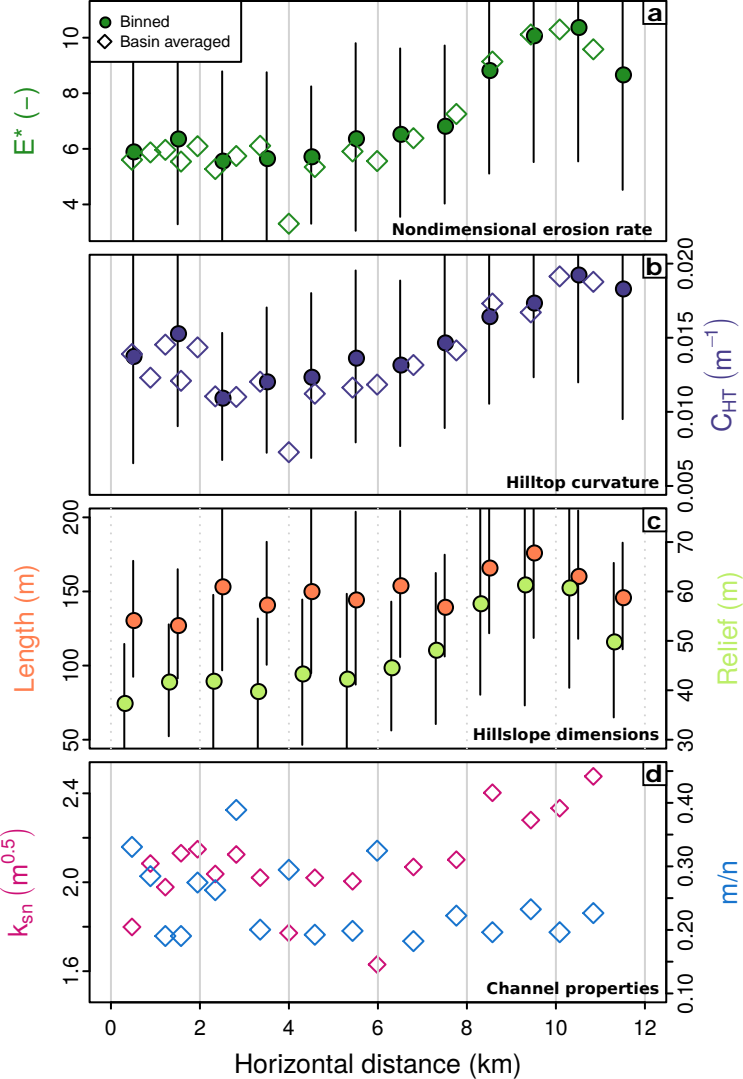 a
Binned
Basin averaged
10
8
6
4
E* (−)
Nondimensional erosion rate
b
0.020
0.015
0.010
0.005
C_HT (m⁻¹)
Hilltop curvature
c
200
150
100
50
Length (m)
70
60
50
40
30
Relief (m)
Hillslope dimensions
d
2.4
2.0
1.6
k_sn (m^0.5)
0.40
0.30
0.20
0.10
m/n
Channel properties
0 2 4 6 8 10 12
Horizontal distance (km)